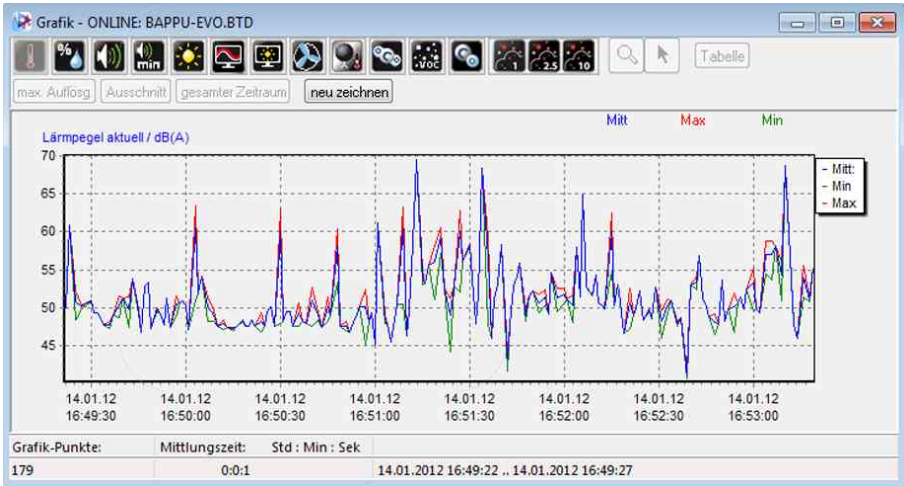 Grafik - ONLINE: BAPPU-EVO.BTD
% min +VOC 1 2.5 10 Tabelle
max. Auflösg. Ausschnitt gesamter Zeitraum neu zeichnen
Mitt Max Min
Lärmpegel aktuell / dB(A)
70
65
60
55
50
45
- Mitt:
- Min
- Max
14.01.12 14.01.12 14.01.12 14.01.12 14.01.12 14.01.12 14.01.12 14.01.12
16:49:30 16:50:00 16:50:30 16:51:00 16:51:30 16:52:00 16:52:30 16:53:00
Grafik-Punkte: Mittlungszeit: Std : Min : Sek
179 0:0:1 14.01.2012 16:49:22 .. 14.01.2012 16:49:27